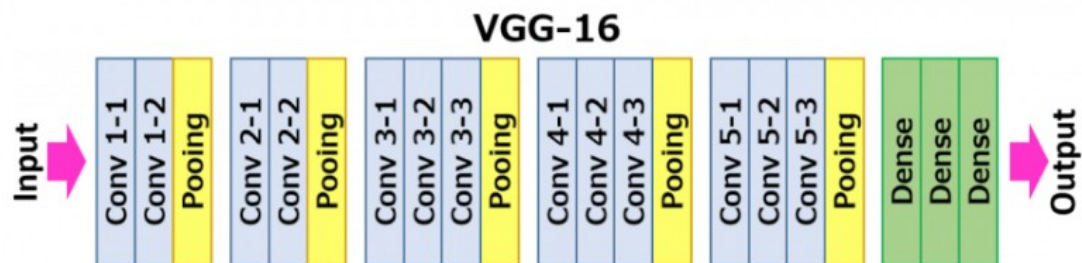 VGG-16
Input
Conv 1-1
Conv 1-2
Pooing
Conv 2-1
Conv 2-2
Pooing
Conv 3-1
Conv 3-2
Conv 3-3
Pooing
Conv 4-1
Conv 4-2
Conv 4-3
Pooing
Conv 5-1
Conv 5-2
Conv 5-3
Pooing
Dense
Dense
Dense
Output